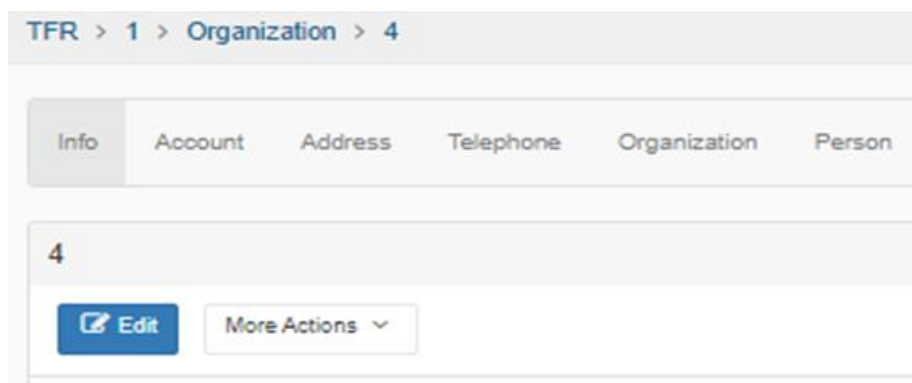 TFR > 1 > Organization > 4
Info Account Address Telephone Organization Person
4
Edit More Actions